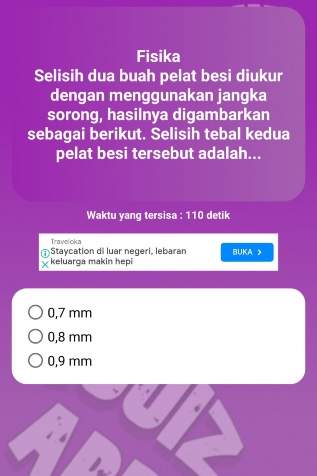 Fisika
Selisih dua buah pelat besi diukur
dengan menggunakan jangka
sorong, hasilnya digambarkan
sebagai berikut. Selisih tebal kedua
pelat besi tersebut adalah...
Waktu yang tersisa : 110 detik
Traveloka
Staycation di luar negeri, lebaran
keluarga makin hepi
BUKA >
0,7 mm
0,8 mm
0,9 mm
QUIZ